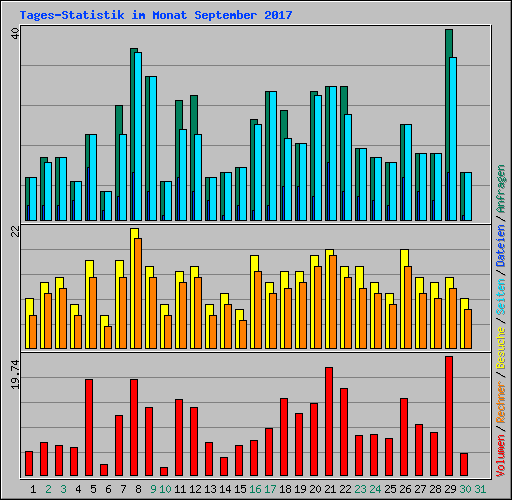 Tages-Statistik im Monat September 2017
40
22
19.74
Volumen / Rechner / Besuche / Seiten / Dateien / Anfragen
1 2 3 4 5 6 7 8 9 10 11 12 13 14 15 16 17 18 19 20 21 22 23 24 25 26 27 28 29 30 31